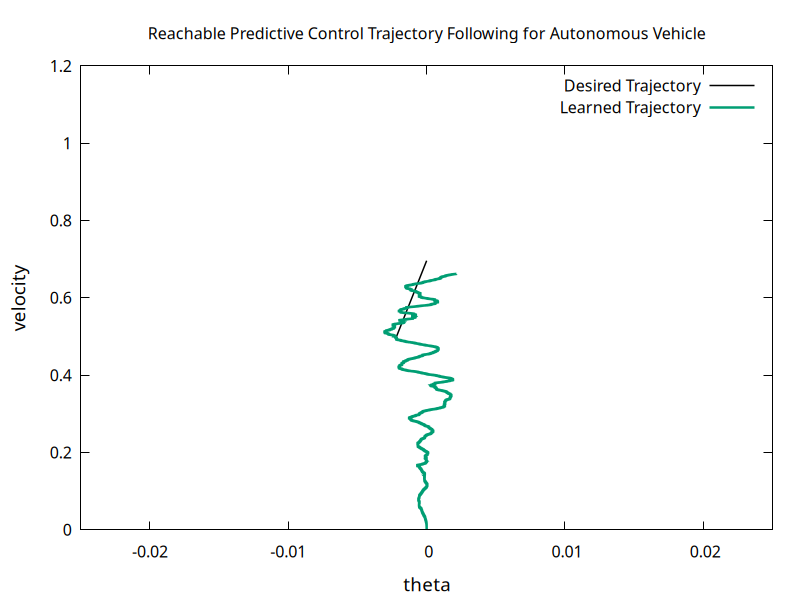 Reachable Predictive Control Trajectory Following for Autonomous Vehicle
1.2
Desired Trajectory
Learned Trajectory
1
0.8
velocity
0.6
0.4
0.2
0
-0.02 -0.01 0 0.01 0.02
theta